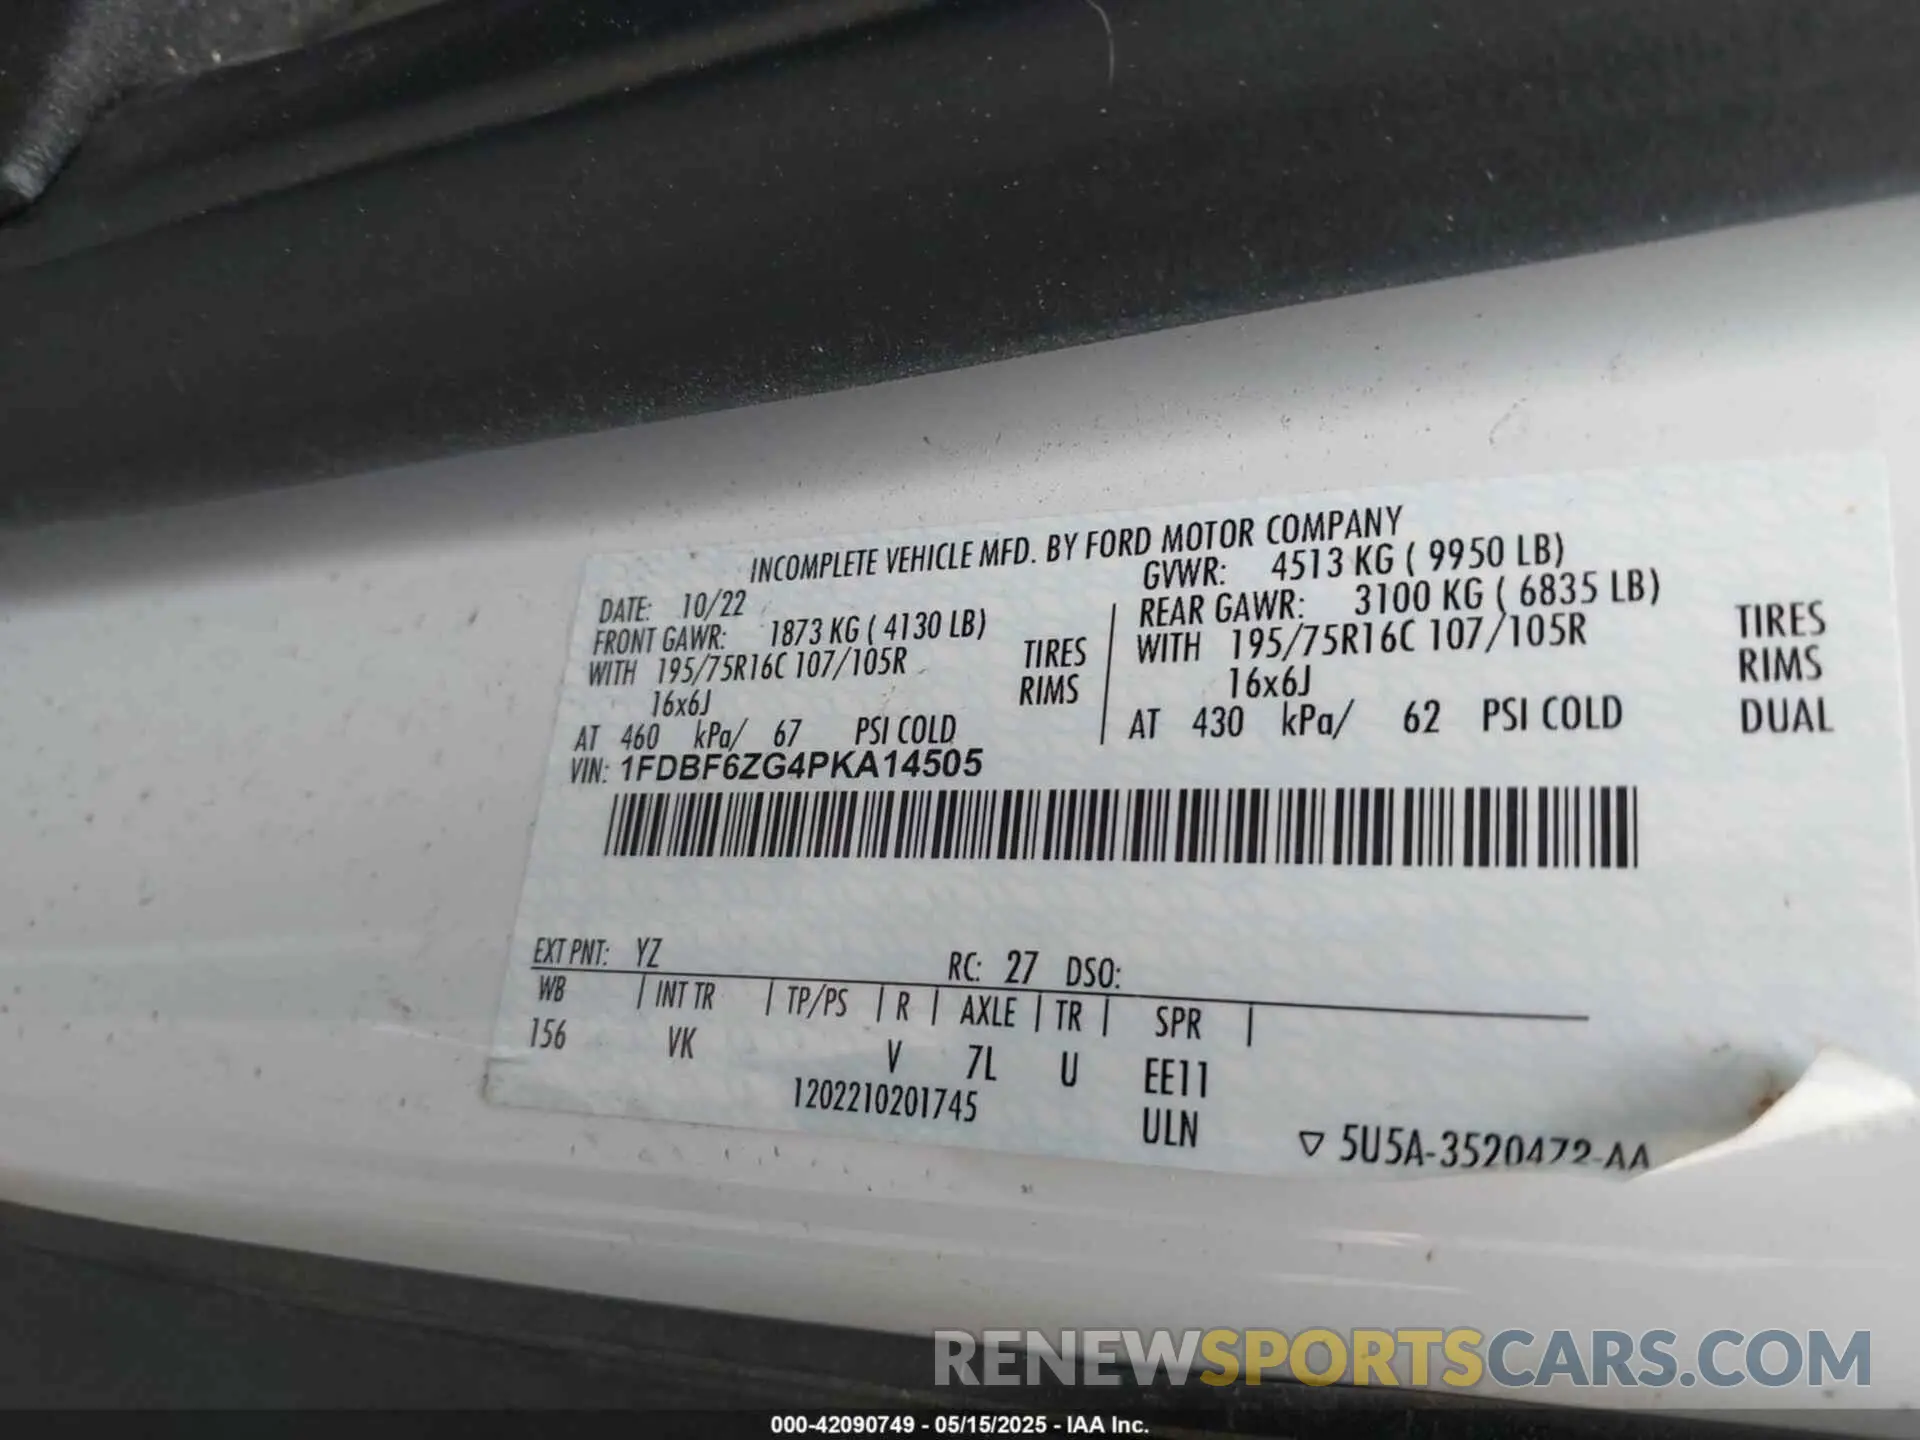 INCOMPLETE VEHICLE MFD. BY FORD MOTOR COMPANY
DATE: 10/22
GVWR: 4513 KG ( 9950 LB)
FRONT GAWR: 1873 KG ( 4130 LB)
REAR GAWR: 3100 KG ( 6835 LB)
WITH 195/75R16C 107/105R TIRES
WITH 195/75R16C 107/105R TIRES
16x6J RIMS
16x6J RIMS
AT 460 kPa/ 67 PSI COLD
AT 430 kPa/ 62 PSI COLD DUAL
VIN: 1FDBF6ZG4PKA14505
EXT PNT: YZ RC: 27 DSO:
WB | INT TR | TP/PS | R | AXLE | TR | SPR |
156 VK V 7L U EE11
1202210201745 ULN
▽ 5U5A-3520472-AA
RENEWSPORTSCARS.COM
000-42090749 - 05/15/2025 - IAA Inc.